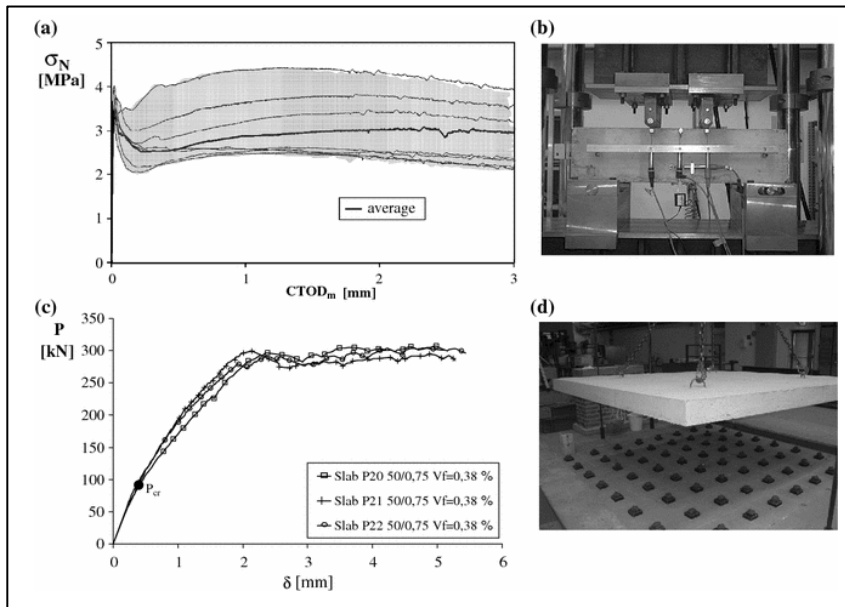 (a)
σN
[MPa]
5
4
3
2
1
0
average
0 1 2 3
CTODm [mm]
(b)
(c)
P
[kN]
350
300
250
200
150
100
50
0
Pcr
Slab P20 50/0,75 Vf=0,38 %
Slab P21 50/0,75 Vf=0,38 %
Slab P22 50/0,75 Vf=0,38 %
0 1 2 3 4 5 6
δ [mm]
(d)